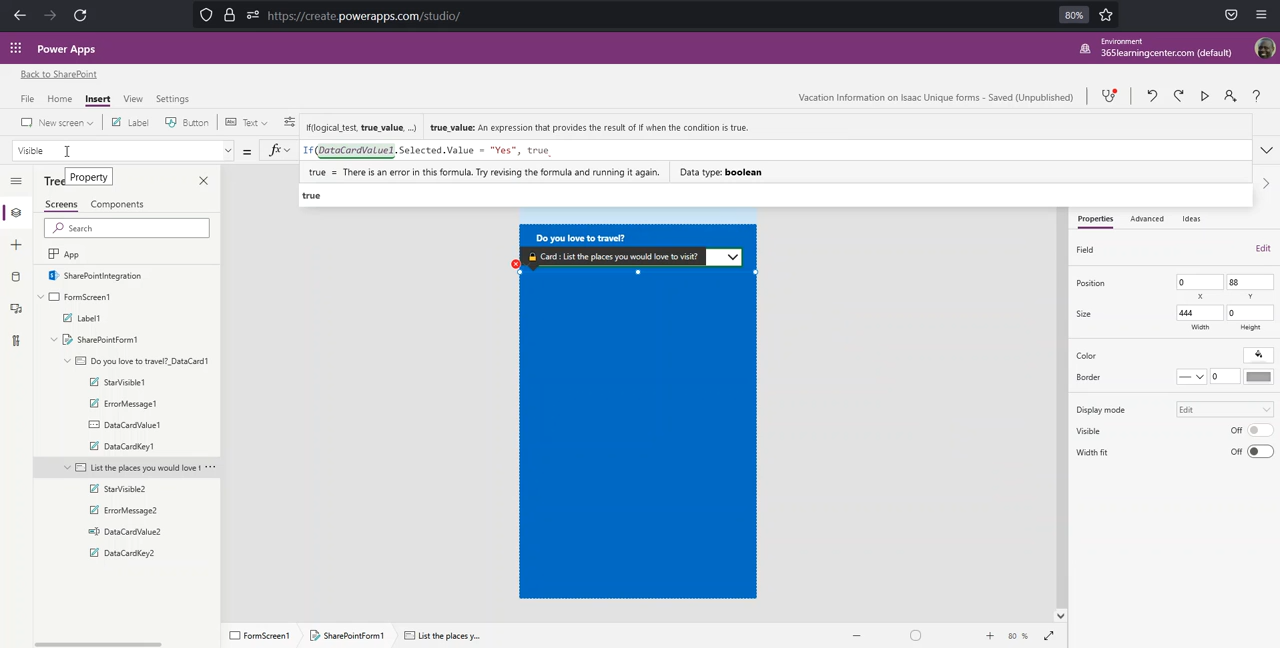 https://create.powerapps.com/studio/
80%
Power Apps
Environment
365learningcenter.com (default)
Back to SharePoint
File Home Insert View Settings
Vacation Information on Isaac Unique forms - Saved (Unpublished)
New screen Label Button Text
If(logical_test, true_value, ...) true_value: An expression that provides the result of If when the condition is true.
Visible = fx If(DataCardValue1.Selected.Value = "Yes", true
true = There is an error in this formula. Try revising the formula and running it again. Data type: boolean
true
Property
Tree
Screens Components
Search
App
SharePointIntegration
FormScreen1
Label1
SharePointForm1
Do you love to travel?_DataCard1
StarVisible1
ErrorMessage1
DataCardValue1
DataCardKey1
List the places you would love t ...
StarVisible2
ErrorMessage2
DataCardValue2
DataCardKey2
Do you love to travel?
Card : List the places you would love to visit?
Properties Advanced Ideas
Field Edit
Position 0 88
X Y
Size 444 0
Width Height
Color
Border 0
Display mode Edit
Visible Off
Width fit Off
FormScreen1 SharePointForm1 List the places y...
80 %